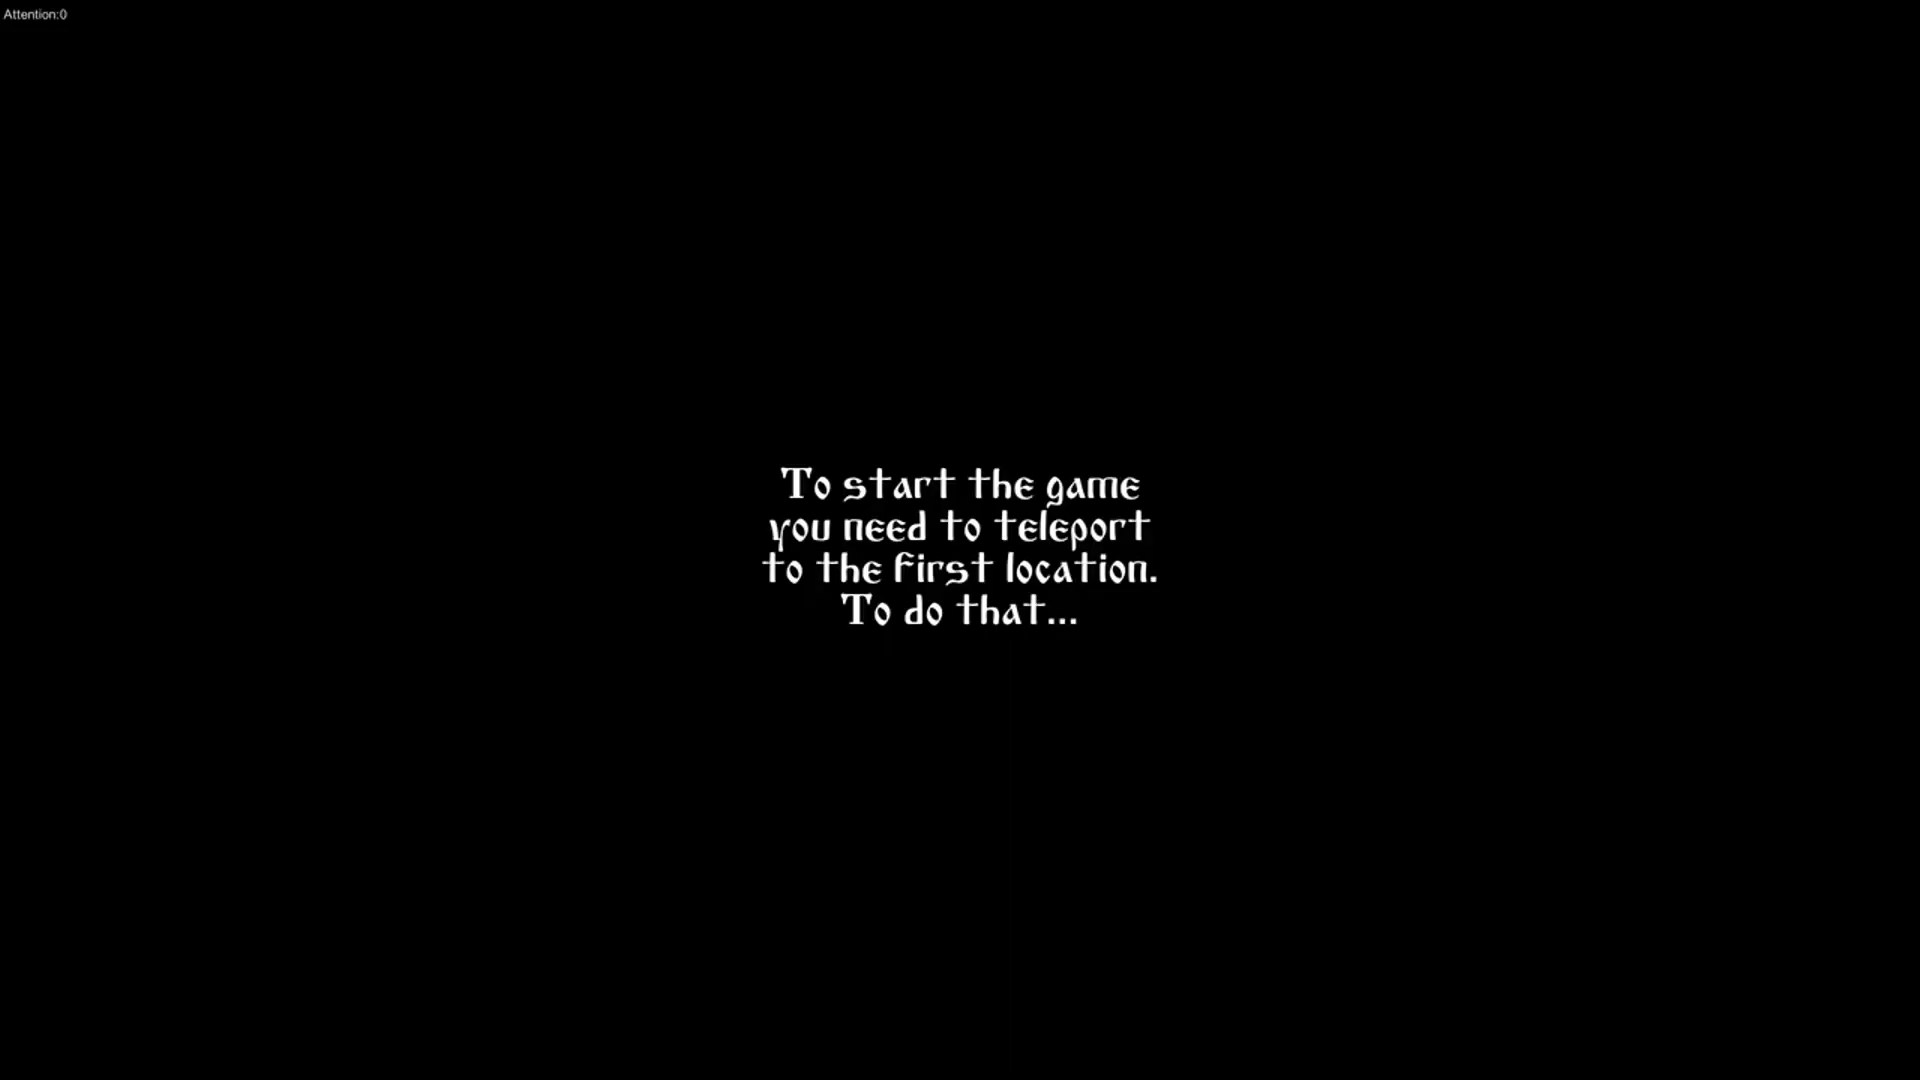 Attention:0
To start the game
you need to teleport
to the first location.
To do that...